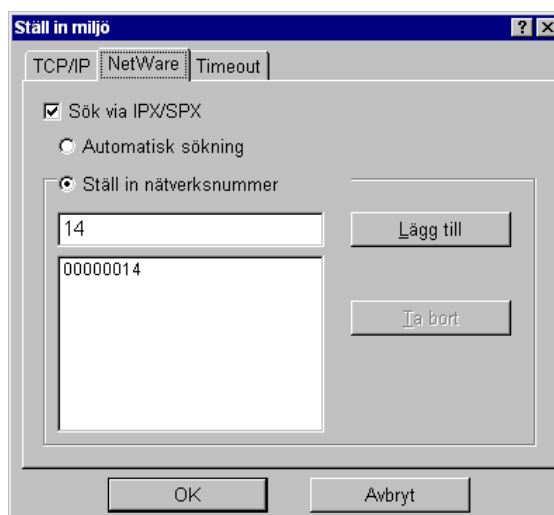 Ställ in miljö
TCP/IP NetWare Timeout
Sök via IPX/SPX
Automatisk sökning
Ställ in nätverksnummer
14 Lägg till
00000014
Ta bort
OK Avbryt